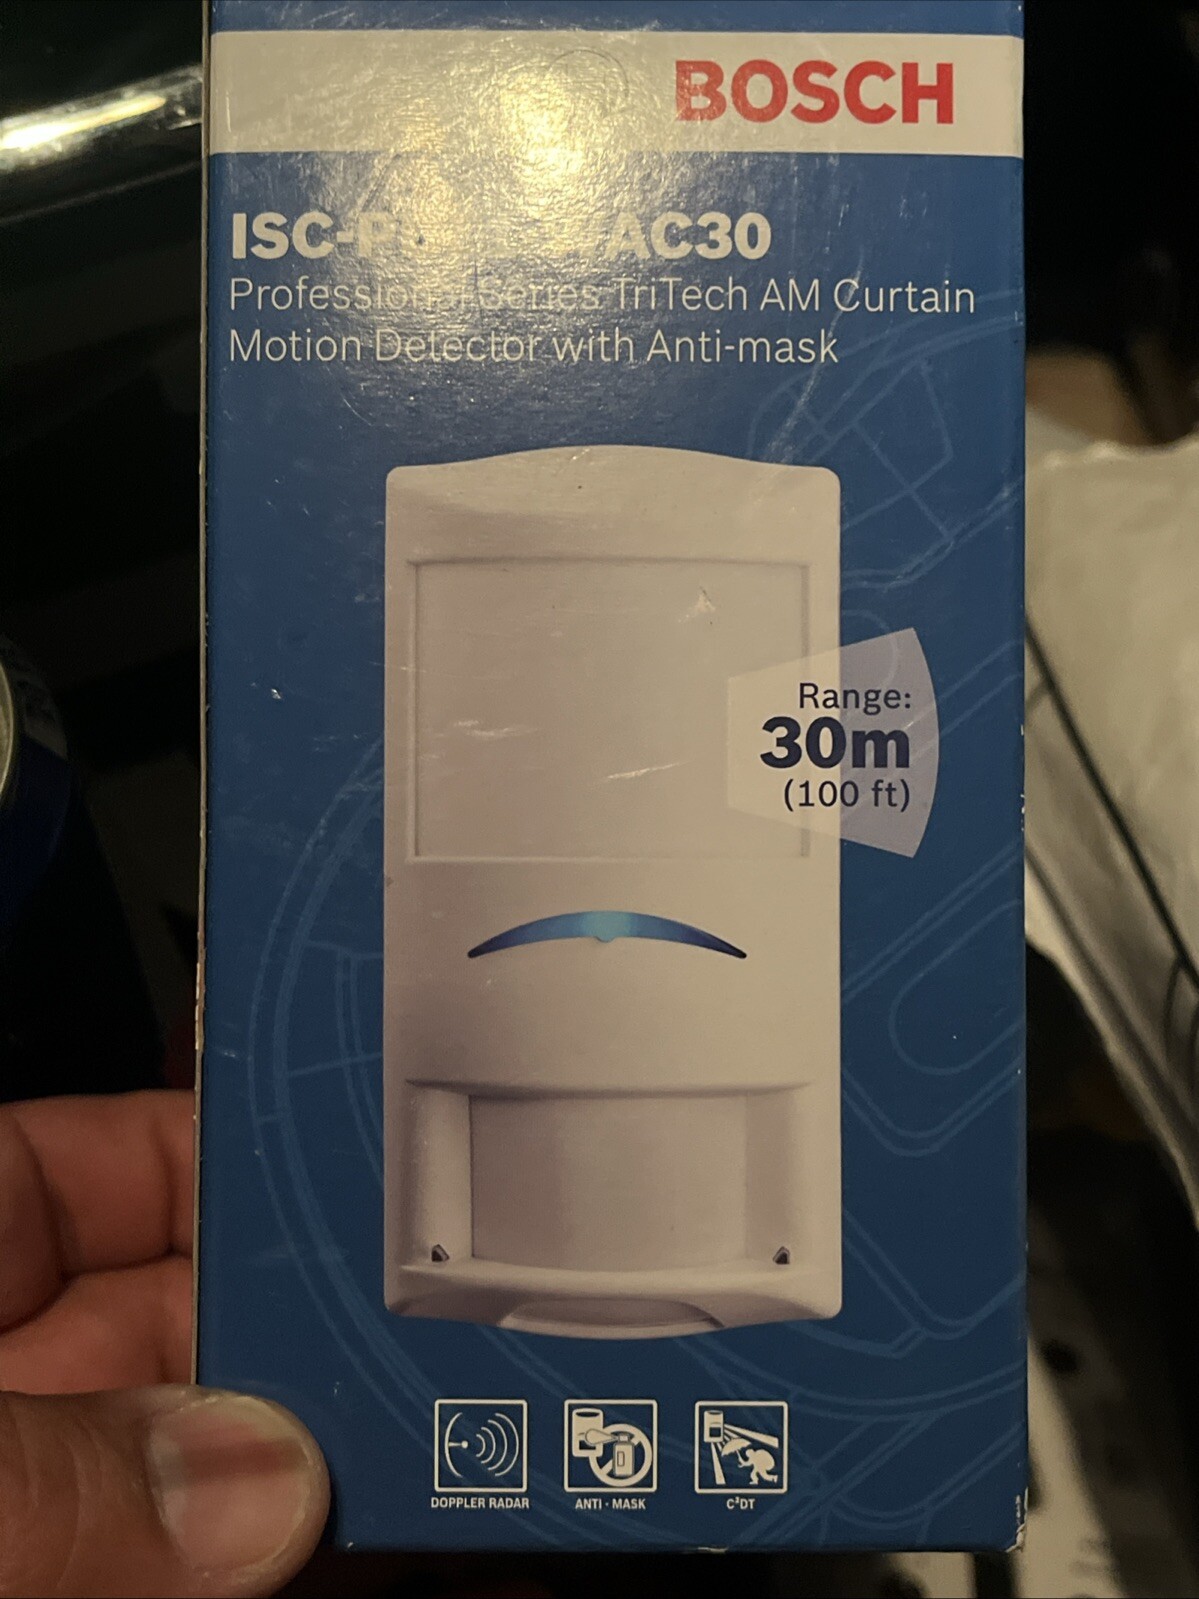 BOSCH
Professional Series TriTech AM Curtain
Motion Detector with Anti-mask
Range:
30m
(100 ft)
DOPPLER RADAR
ANTI - MASK
C²DT